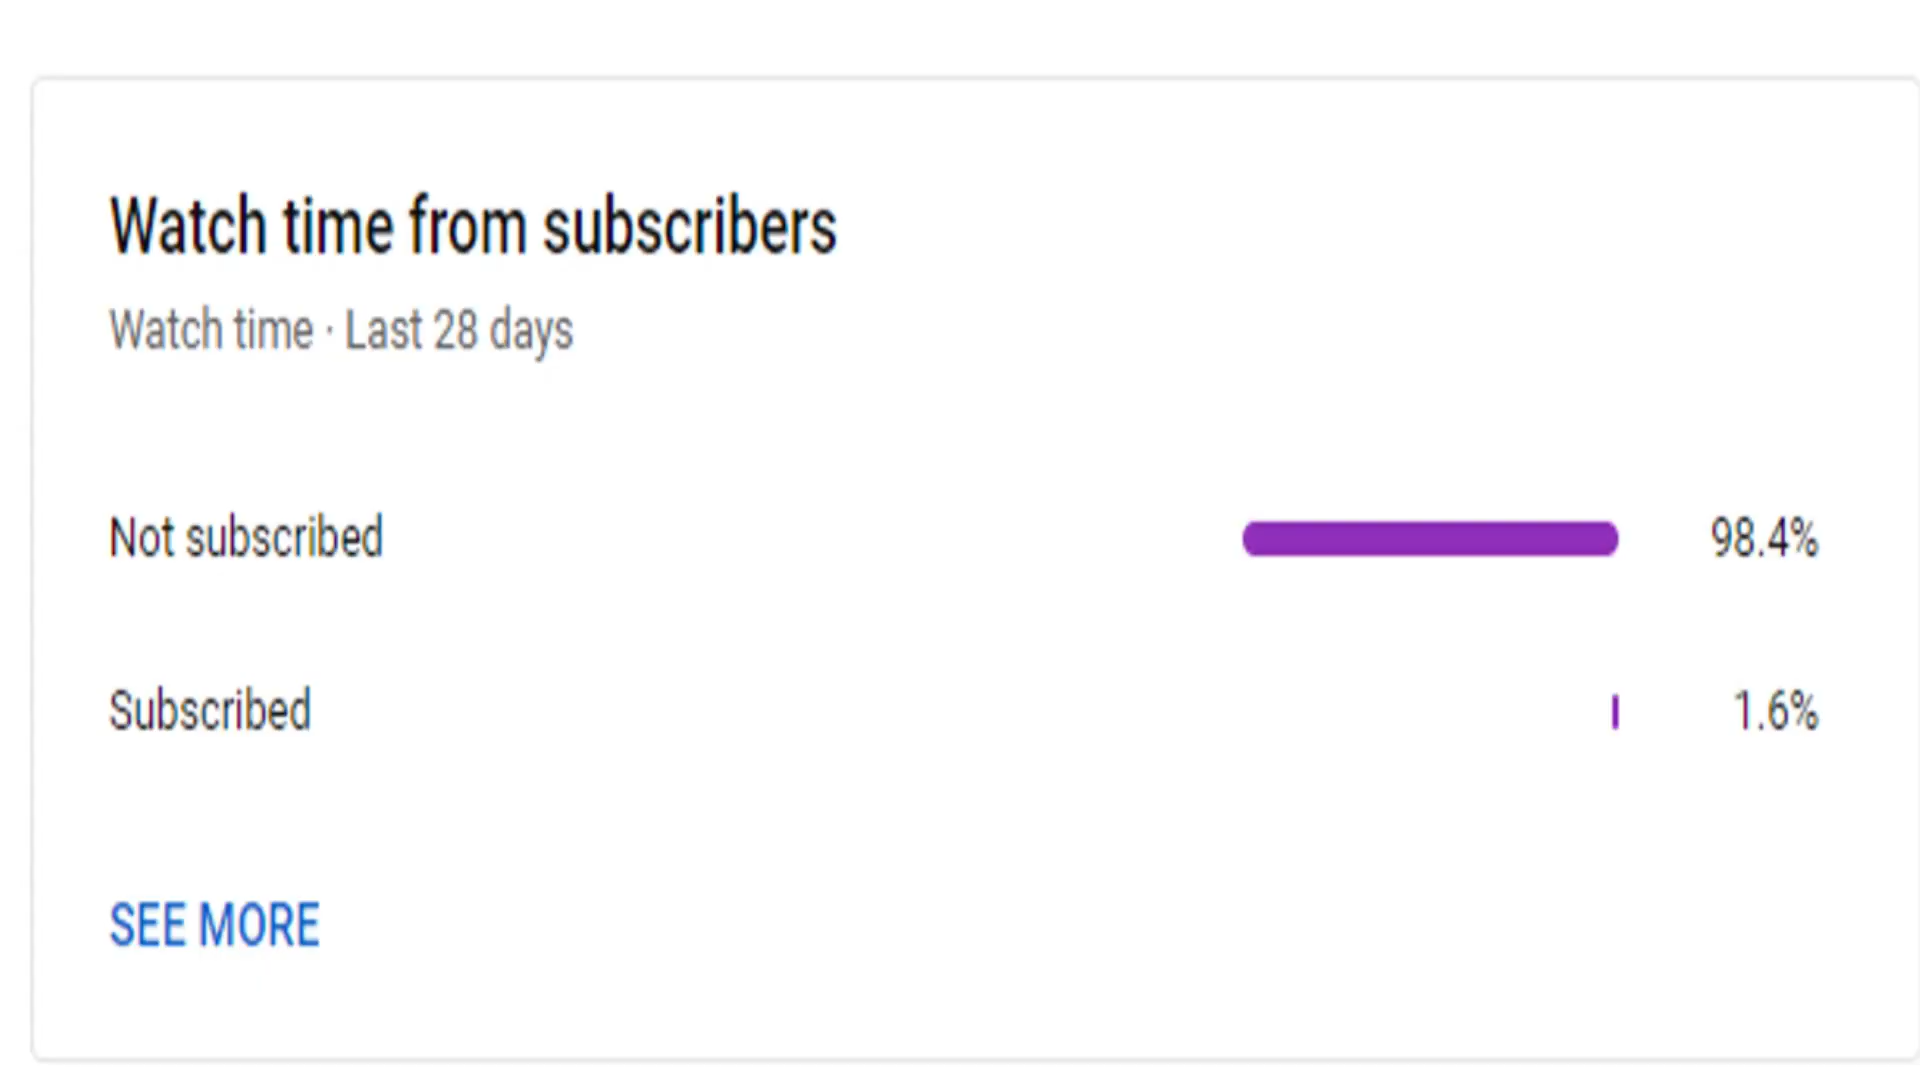 Watch time from subscribers
Watch time · Last 28 days
Not subscribed 98.4%
Subscribed 1.6%
SEE MORE